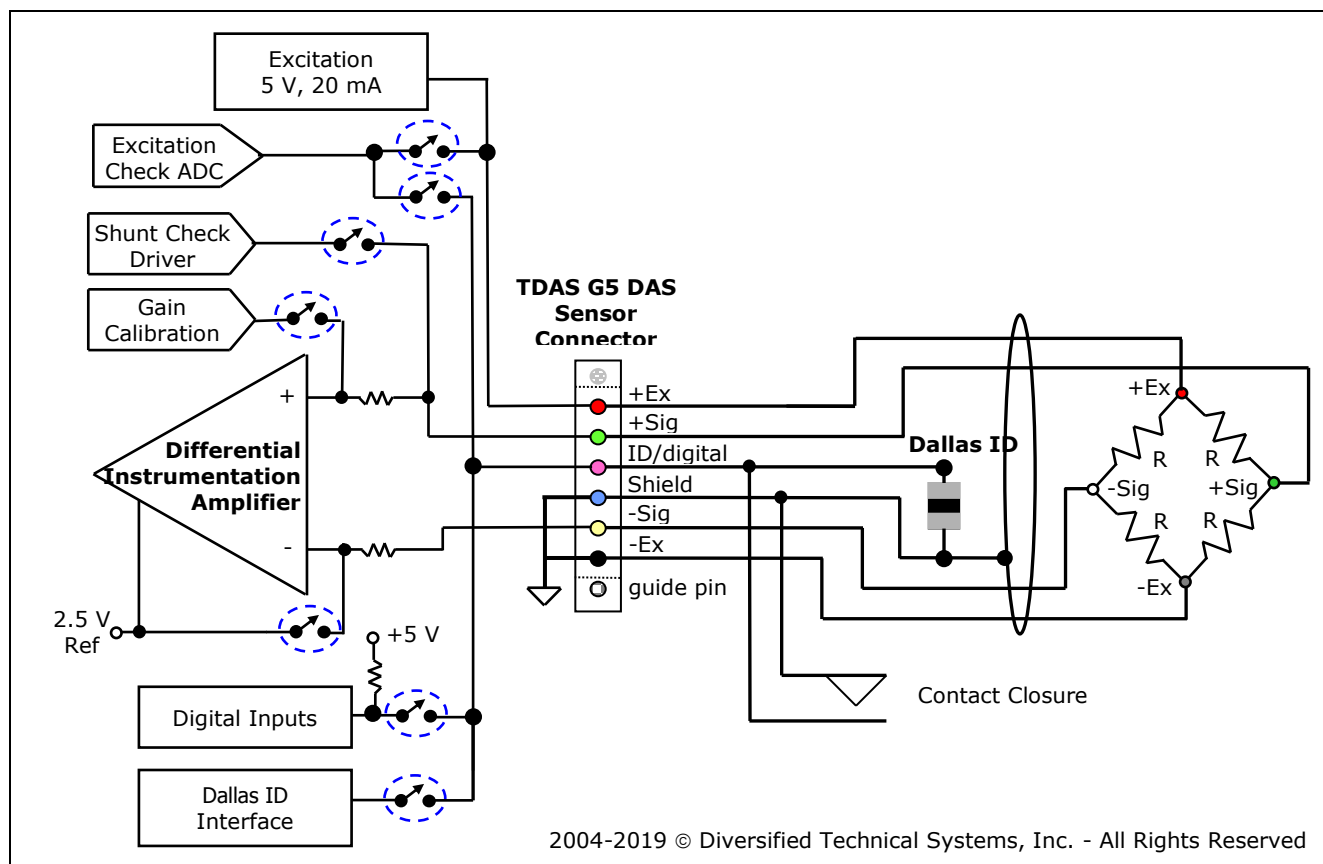 Excitation
5 V, 20 mA
Excitation
Check ADC
Shunt Check
Driver
Gain
Calibration
TDAS G5 DAS
Sensor
Connector
+
Differential
Instrumentation
Amplifier
-
2.5 V
Ref
+5 V
Digital Inputs
Dallas ID
Interface
+Ex
+Sig
ID/digital
Shield
-Sig
-Ex
guide pin
Dallas ID
+Ex
R
R
-Sig
+Sig
R
R
-Ex
Contact Closure
2004-2019 © Diversified Technical Systems, Inc. - All Rights Reserved